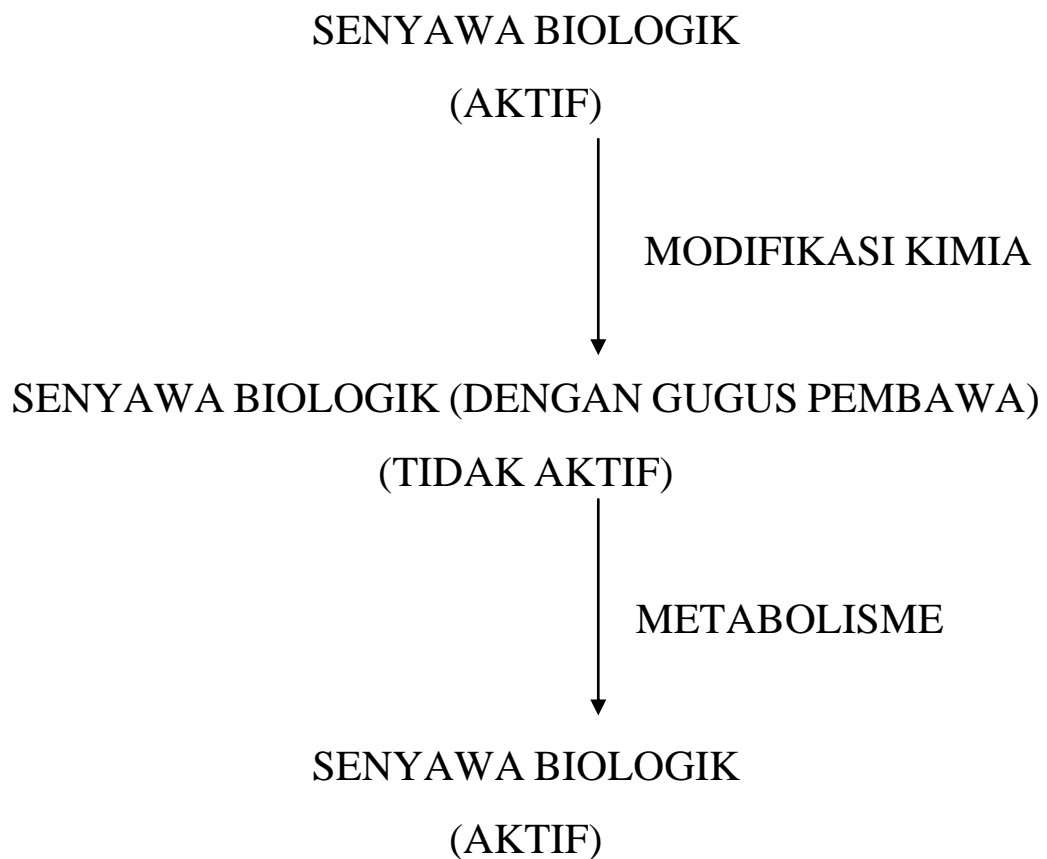 SENYAWA BIOLOGIK
(AKTIF)
MODIFIKASI KIMIA
SENYAWA BIOLOGIK (DENGAN GUGUS PEMBAWA)
(TIDAK AKTIF)
METABOLISME
SENYAWA BIOLOGIK
(AKTIF)